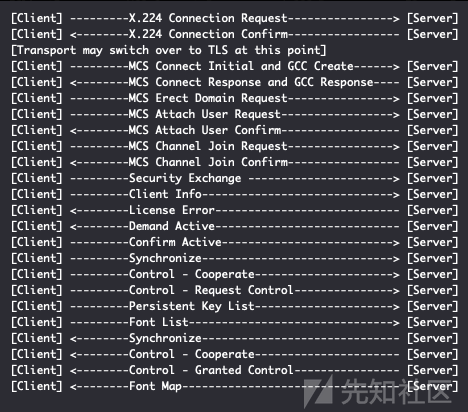 [Client] ---------X.224 Connection Request----------------> [Server]
[Client] <--------X.224 Connection Confirm----------------- [Server]
[Transport may switch over to TLS at this point]
[Client] ---------MCS Connect Initial and GCC Create------> [Server]
[Client] <--------MCS Connect Response and GCC Response---- [Server]
[Client] ---------MCS Erect Domain Request----------------> [Server]
[Client] ---------MCS Attach User Request-----------------> [Server]
[Client] <--------MCS Attach User Confirm------------------ [Server]
[Client] ---------MCS Channel Join Request----------------> [Server]
[Client] <--------MCS Channel Join Confirm----------------- [Server]
[Client] ---------Security Exchange ----------------------> [Server]
[Client] ---------Client Info-----------------------------> [Server]
[Client] <--------License Error---------------------------- [Server]
[Client] <--------Demand Active---------------------------- [Server]
[Client] ---------Confirm Active--------------------------> [Server]
[Client] ---------Synchronize-----------------------------> [Server]
[Client] ---------Control - Cooperate---------------------> [Server]
[Client] ---------Control - Request Control---------------> [Server]
[Client] ---------Persistent Key List---------------------> [Server]
[Client] ---------Font List-------------------------------> [Server]
[Client] <--------Synchronize------------------------------ [Server]
[Client] <--------Control - Cooperate---------------------- [Server]
[Client] <--------Control - Granted Control---------------- [Server]
[Client] <--------Font Map--------------------------------- [Server]
先知社区